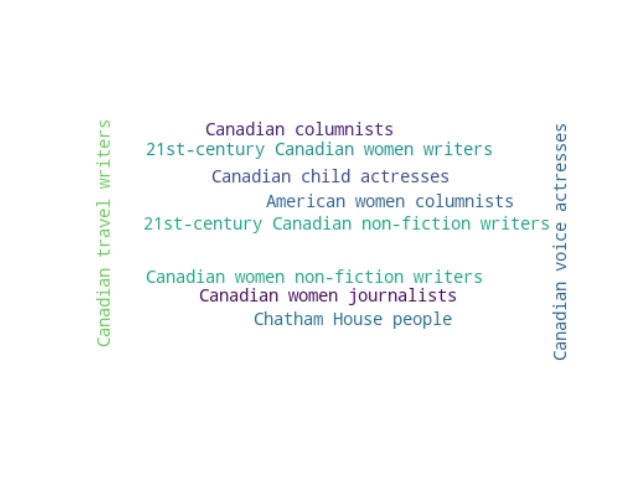 Canadian travel writers
Canadian columnists
21st-century Canadian women writers
Canadian child actresses
American women columnists
21st-century Canadian non-fiction writers
Canadian women non-fiction writers
Canadian women journalists
Chatham House people
Canadian voice actresses